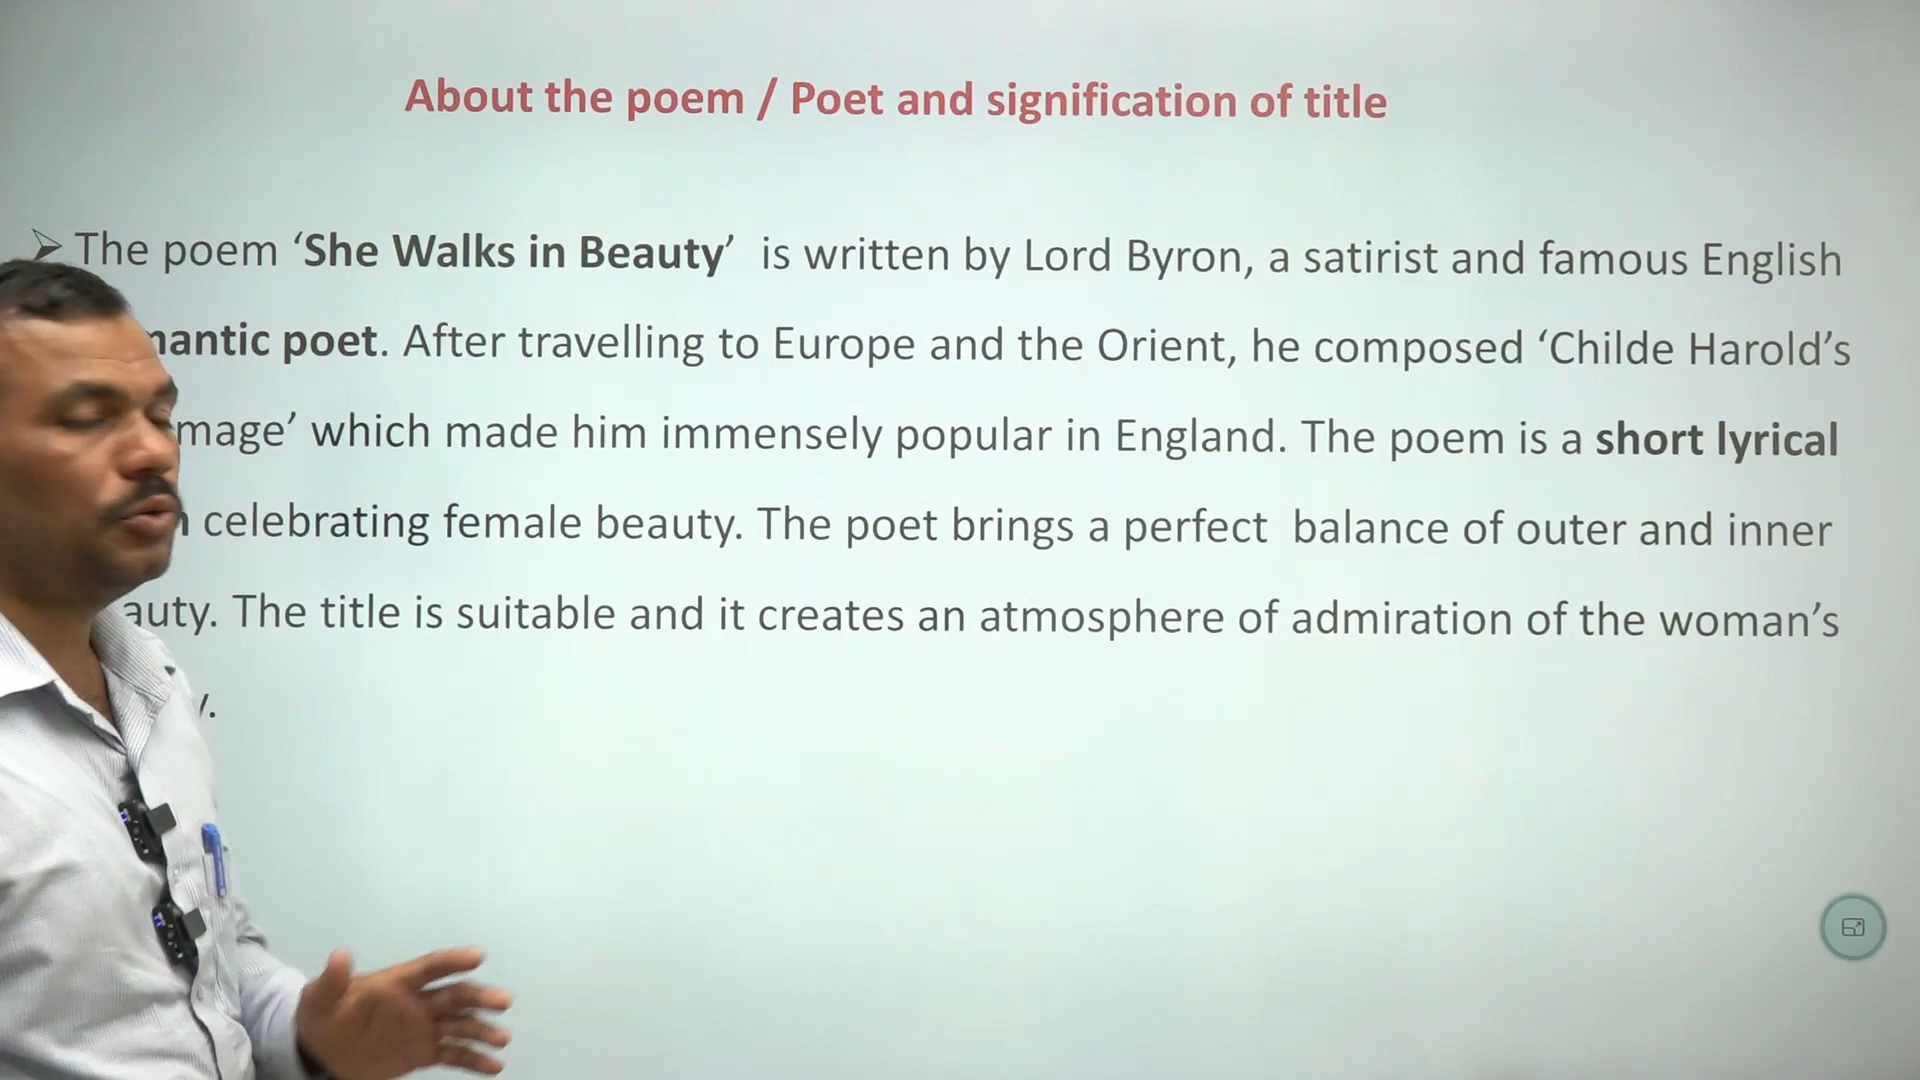 About the poem / Poet and signification of title
➢ The poem ‘She Walks in Beauty’ is written by Lord Byron, a satirist and famous English
poet. After travelling to Europe and the Orient, he composed ‘Childe Harold’s
which made him immensely popular in England. The poem is a short lyrical
celebrating female beauty. The poet brings a perfect balance of outer and inner
The title is suitable and it creates an atmosphere of admiration of the woman’s